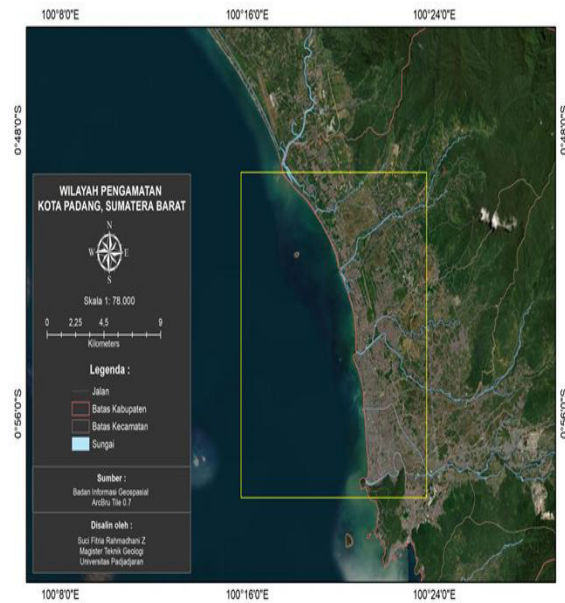 100°8'0"E 100°16'0"E 100°24'0"E
0°48'0"S 0°48'0"S
WILAYAH PENGAMATAN
KOTA PADANG, SUMATERA BARAT
N
W E
S
Skala 1: 78.000
0 2,25 4,5 9
Kilometers
Legenda :
Jalan
Batas Kabupaten
Batas Kecamatan
Sungai
0°56'0"S 0°56'0"S
Sumber :
Badan Informasi Geospasial
ArcBru Tile 0.7
Disalin oleh :
Suci Fitria Rahmadhani Z
Magister Teknik Geologi
Universitas Padjadjaran
100°8'0"E 100°16'0"E 100°24'0"E